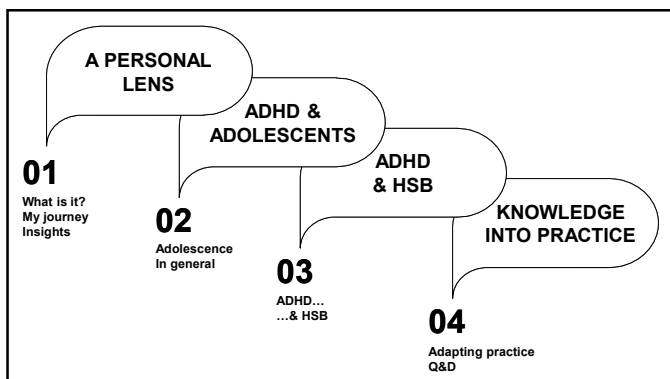 A PERSONAL
LENS
01
What is it?
My journey
Insights
ADHD &
ADOLESCENTS
02
Adolescence
In general
ADHD
& HSB
03
ADHD…
…& HSB
KNOWLEDGE
INTO PRACTICE
04
Adapting practice
Q&D